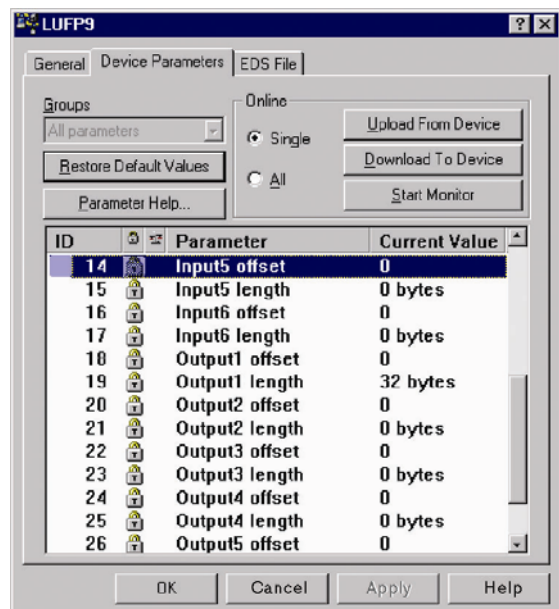 LUFP9
General Device Parameters EDS File
Groups
All parameters
Restore Default Values
Parameter Help...
Online
Single
All
Upload From Device
Download To Device
Start Monitor
ID Parameter Current Value
14 Input5 offset 0
15 Input5 length 0 bytes
16 Input6 offset 0
17 Input6 length 0 bytes
18 Output1 offset 0
19 Output1 length 32 bytes
20 Output2 offset 0
21 Output2 length 0 bytes
22 Output3 offset 0
23 Output3 length 0 bytes
24 Output4 offset 0
25 Output4 length 0 bytes
26 Output5 offset 0
OK Cancel Apply Help